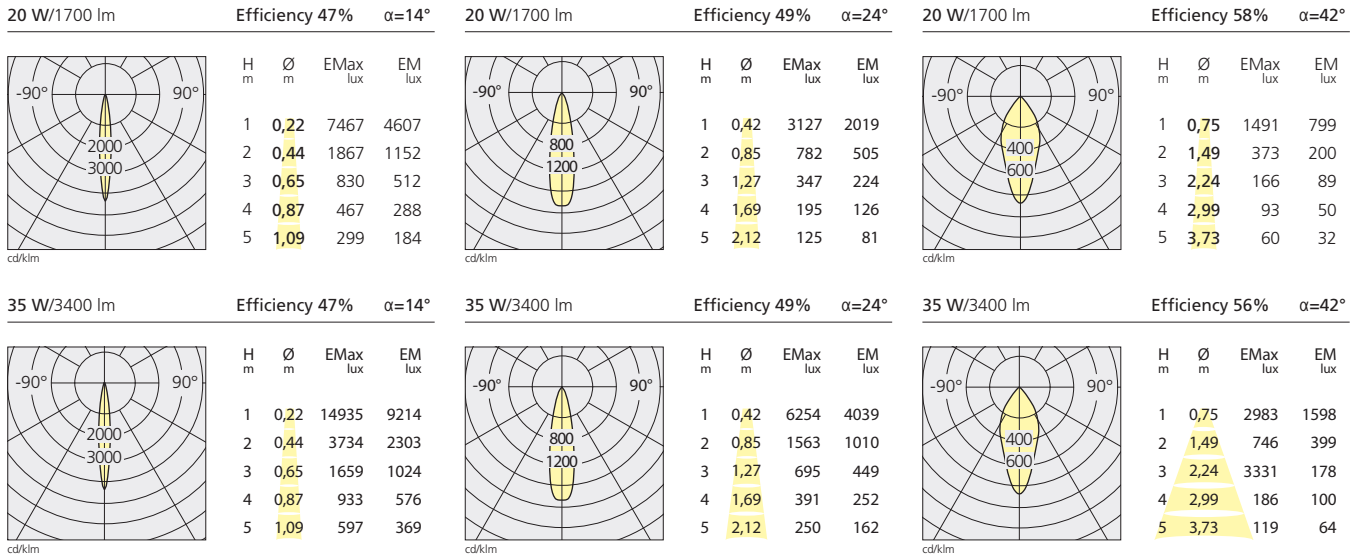 20 W/1700 lm Efficiency 47% α=14°
H Ø EMax EM
m m lux lux
-90° 90°
2000
3000
1 0,22 7467 4607
2 0,44 1867 1152
3 0,65 830 512
4 0,87 467 288
5 1,09 299 184
cd/klm
20 W/1700 lm Efficiency 49% α=24°
H Ø EMax EM
m m lux lux
-90° 90°
800
1200
1 0,42 3127 2019
2 0,85 782 505
3 1,27 347 224
4 1,69 195 126
5 2,12 125 81
cd/klm
20 W/1700 lm Efficiency 58% α=42°
H Ø EMax EM
m m lux lux
-90° 90°
400
600
1 0,75 1491 799
2 1,49 373 200
3 2,24 166 89
4 2,99 93 50
5 3,73 60 32
cd/klm
35 W/3400 lm Efficiency 47% α=14°
H Ø EMax EM
m m lux lux
-90° 90°
2000
3000
1 0,22 14935 9214
2 0,44 3734 2303
3 0,65 1659 1024
4 0,87 933 576
5 1,09 597 369
cd/klm
35 W/3400 lm Efficiency 49% α=24°
H Ø EMax EM
m m lux lux
-90° 90°
800
1200
1 0,42 6254 4039
2 0,85 1563 1010
3 1,27 695 449
4 1,69 391 252
5 2,12 250 162
cd/klm
35 W/3400 lm Efficiency 56% α=42°
H Ø EMax EM
m m lux lux
-90° 90°
400
600
1 0,75 2983 1598
2 1,49 746 399
3 2,24 3331 178
4 2,99 186 100
5 3,73 119 64
cd/klm